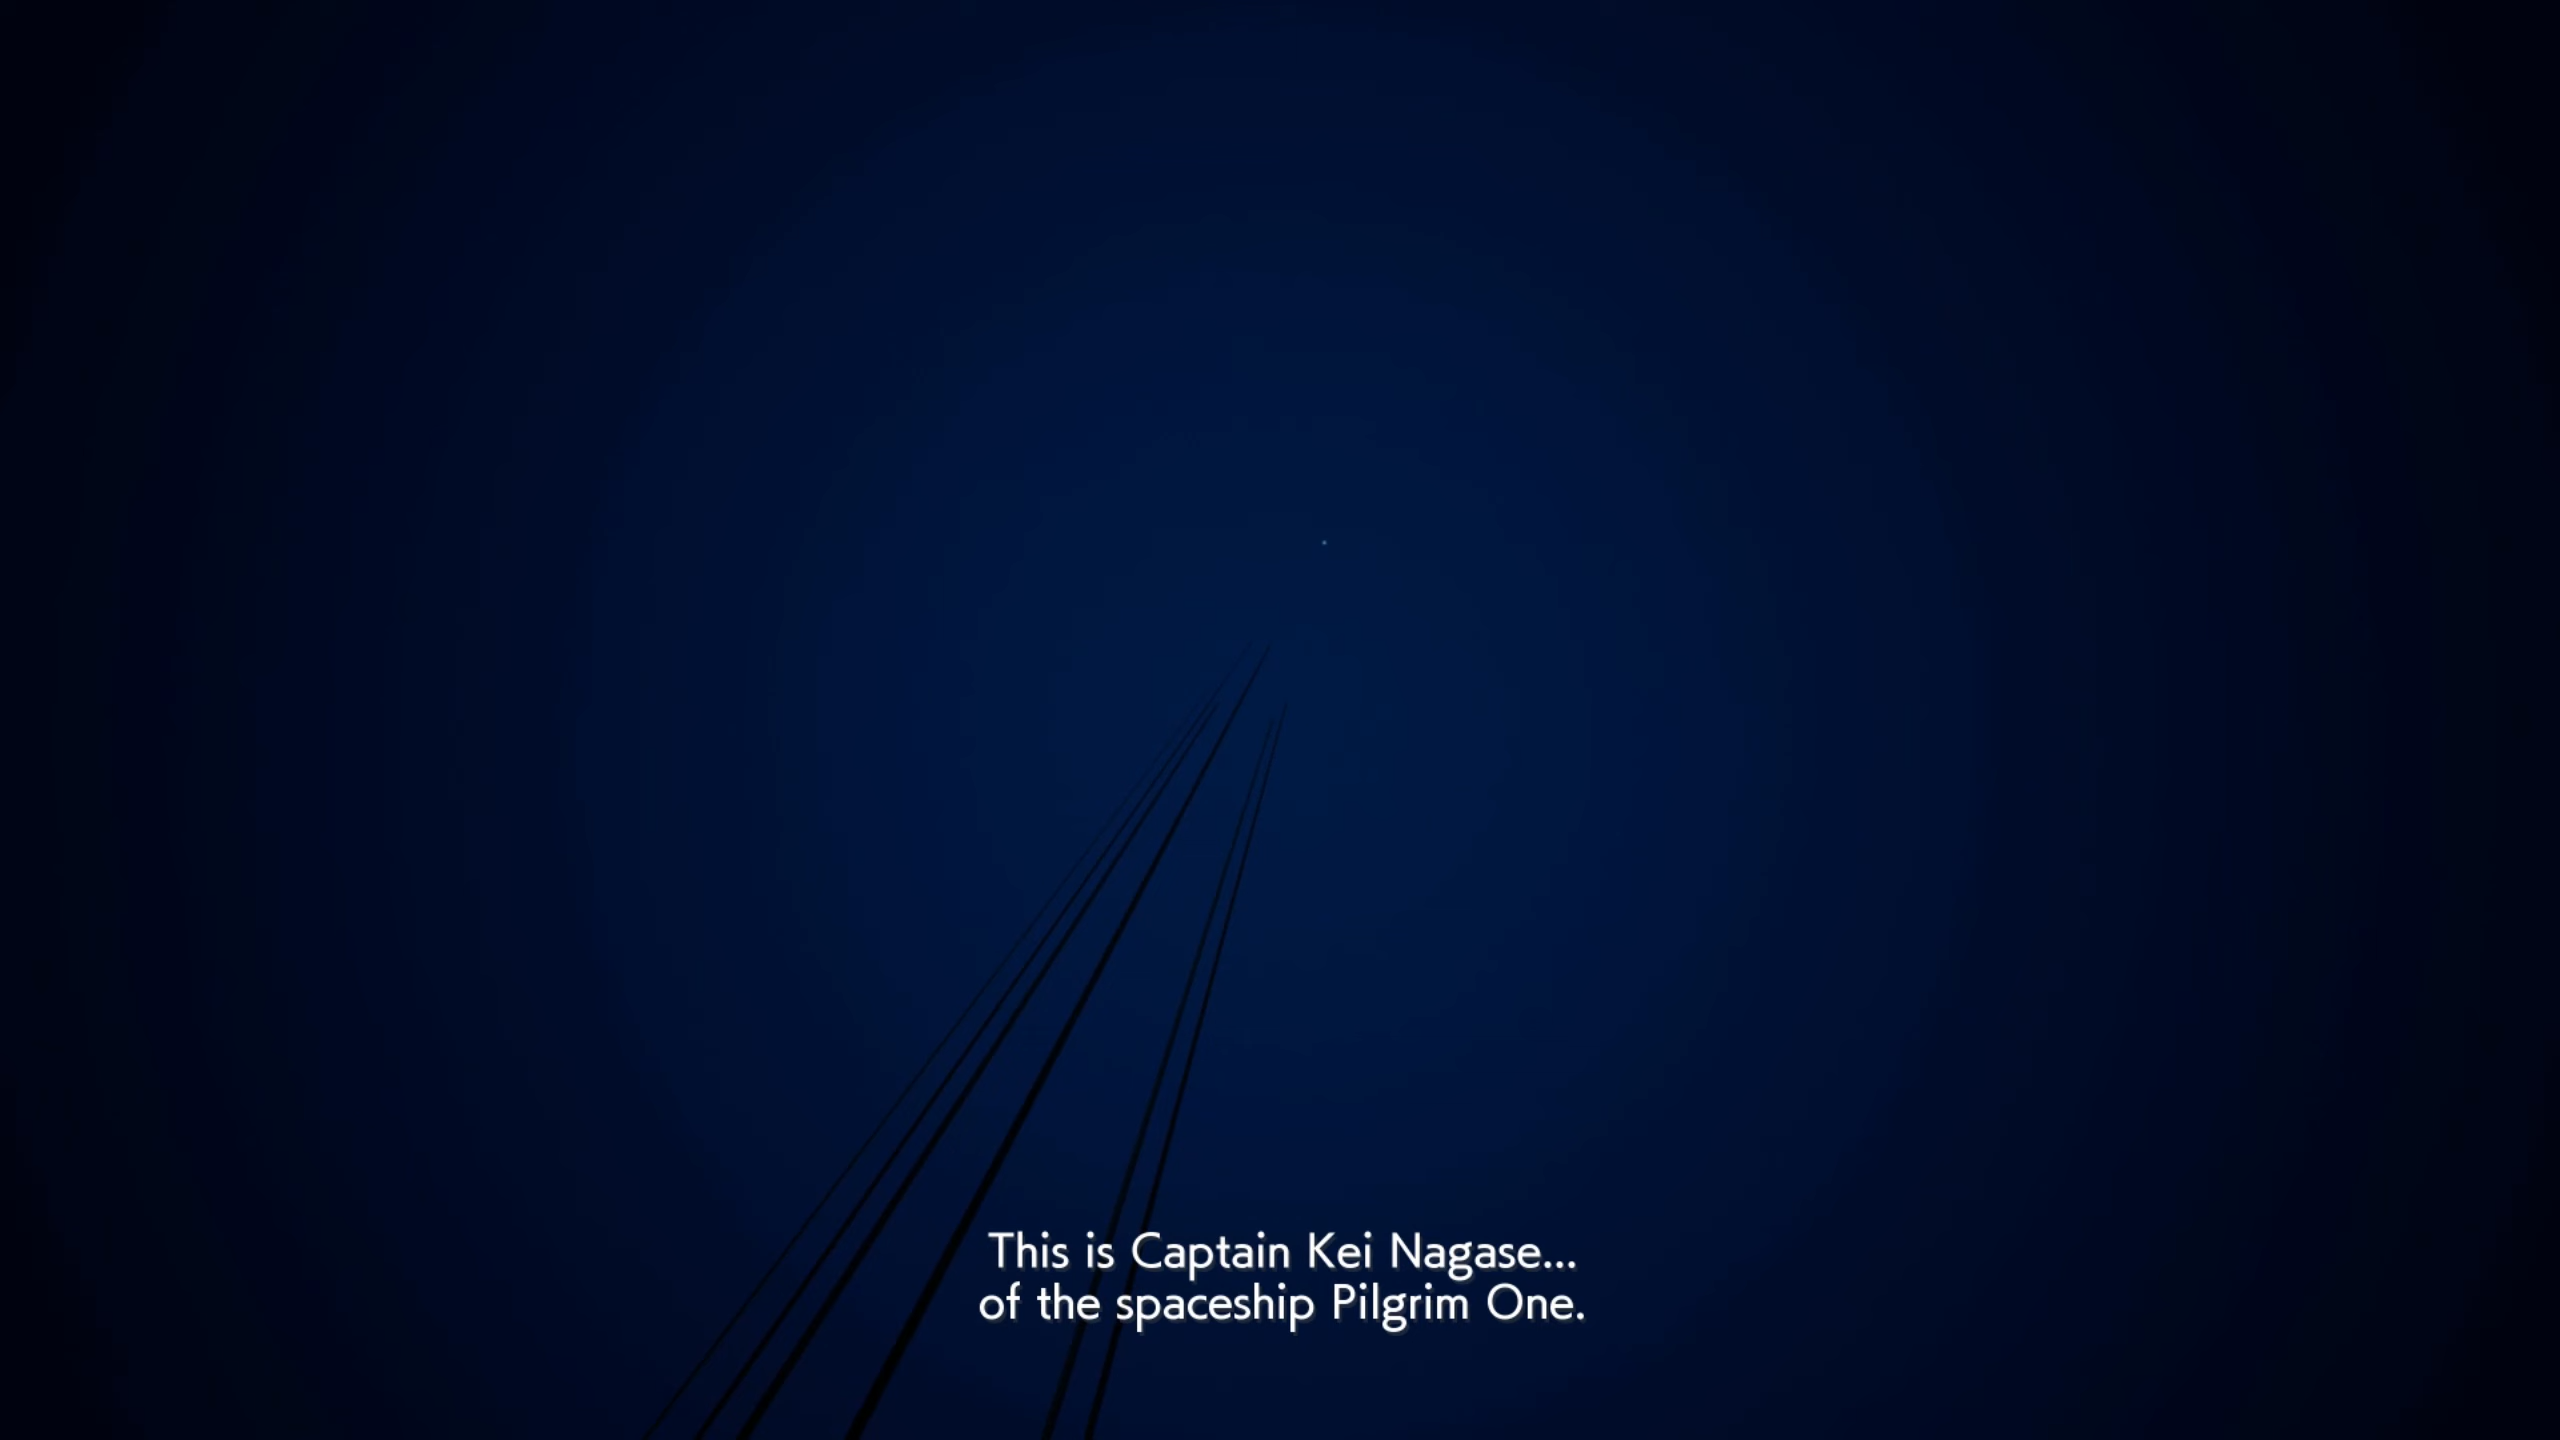 This is Captain Kei Nagase...
of the spaceship Pilgrim One.